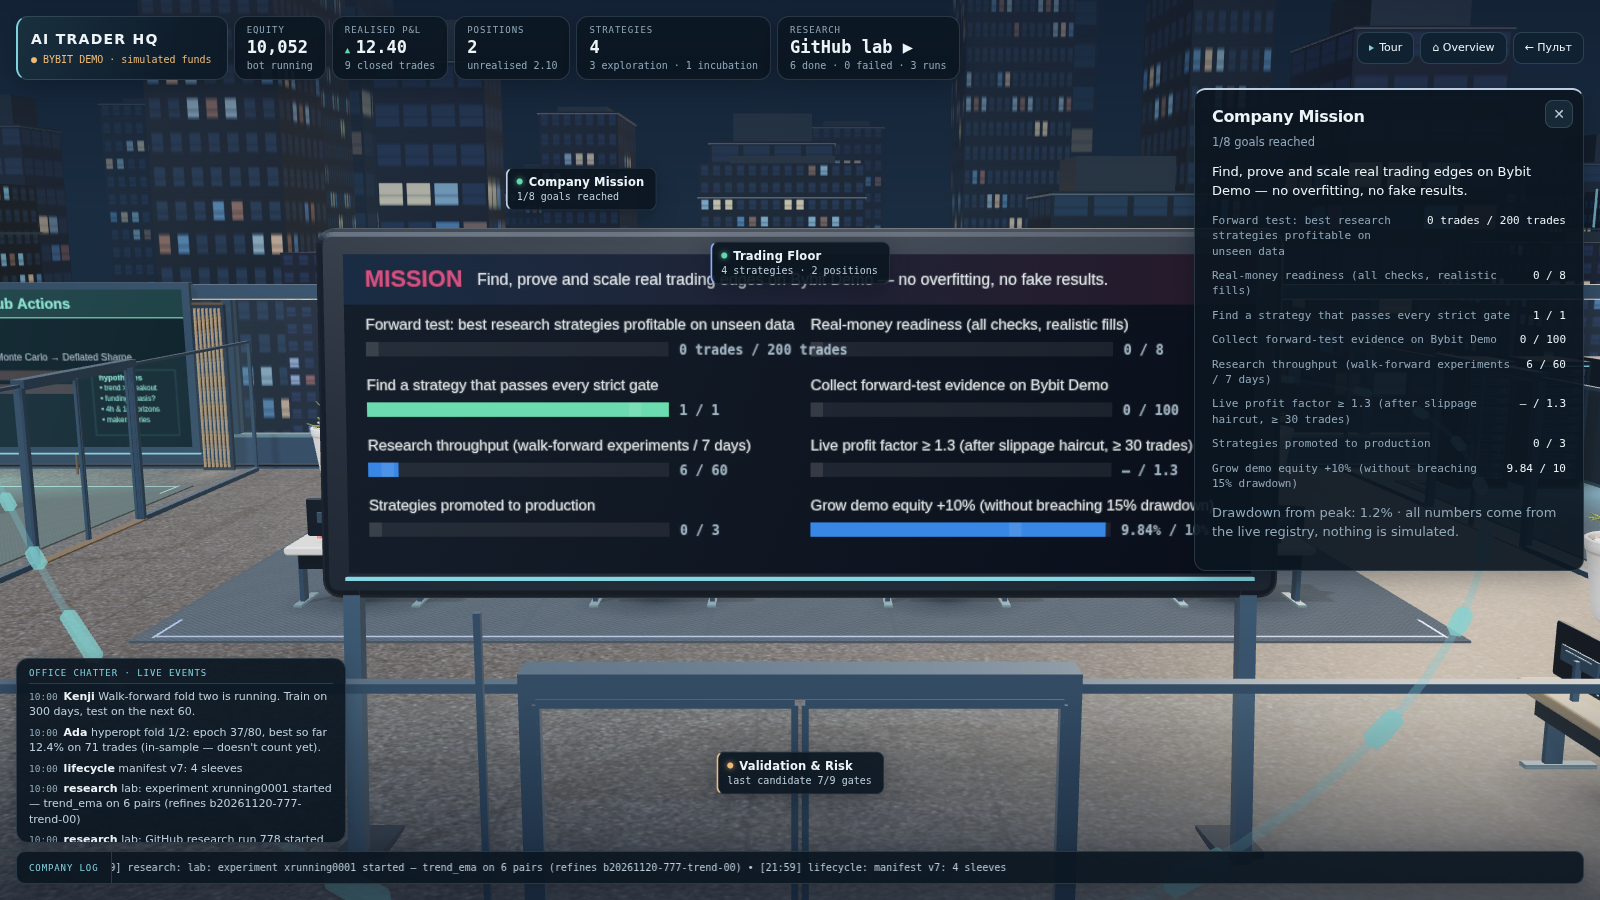 AI TRADER HQ
● BYBIT DEMO · simulated funds
EQUITY
10,052
bot running
REALISED P&L
▲ 12.40
9 closed trades
POSITIONS
2
unrealised 2.10
STRATEGIES
4
3 exploration · 1 incubation
RESEARCH
GitHub lab ▶
6 done · 0 failed · 3 runs
▸ Tour
⌂ Overview
← Пульт
Company Mission
1/8 goals reached
Trading Floor
4 strategies · 2 positions
MISSION Find, prove and scale real trading — no overfitting, no fake results.
Forward test: best research strategies profitable on unseen data
0 trades / 200 trades
Real-money readiness (all checks, realistic fills)
0 / 8
Find a strategy that passes every strict gate
1 / 1
Collect forward-test evidence on Bybit Demo
0 / 100
Research throughput (walk-forward experiments / 7 days)
6 / 60
Live profit factor ≥ 1.3 (after slippage haircut, ≥ 30 trades)
— / 1.3
Strategies promoted to production
0 / 3
Grow demo equity +10% (without breaching 15% drawdown)
9.84% / 10%
ub Actions
Monte Carlo → Deflated Sharpe
hypotheses
Company Mission
✕
1/8 goals reached
Find, prove and scale real trading edges on Bybit
Demo — no overfitting, no fake results.
Forward test: best research 0 trades / 200 trades
strategies profitable on
unseen data
Real-money readiness (all checks, realistic 0 / 8
fills)
Find a strategy that passes every strict gate 1 / 1
Collect forward-test evidence on Bybit Demo 0 / 100
Research throughput (walk-forward experiments 6 / 60
/ 7 days)
Live profit factor ≥ 1.3 (after slippage — / 1.3
haircut, ≥ 30 trades)
Strategies promoted to production 0 / 3
Grow demo equity +10% (without breaching 9.84 / 10
15% drawdown)
Drawdown from peak: 1.2% · all numbers come from
the live registry, nothing is simulated.
OFFICE CHATTER · LIVE EVENTS
10:00 Kenji Walk-forward fold two is running. Train on
300 days, test on the next 60.
10:00 Ada hyperopt fold 1/2: epoch 37/80, best so far
12.4% on 71 trades (in-sample — doesn't count yet).
10:00 lifecycle manifest v7: 4 sleeves
10:00 research lab: experiment xrunning0001 started
— trend_ema on 6 pairs (refines b20261120-777-
trend-00)
10:00 research lab: GitHub research run 778 started
Validation & Risk
last candidate 7/9 gates
COMPANY LOG 9] research: lab: experiment xrunning0001 started — trend_ema on 6 pairs (refines b20261120-777-trend-00) • [21:59] lifecycle: manifest v7: 4 sleeves